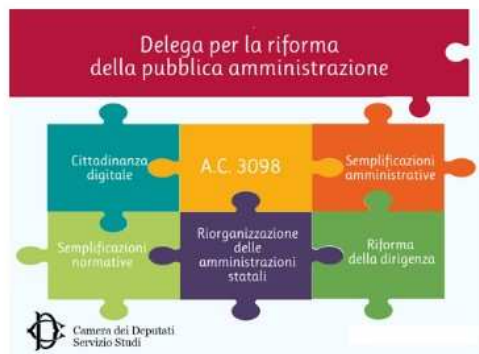 Delega per la riforma
della pubblica amministrazione
Cittadinanza
digitale
A.C. 3098
Semplificazioni
amministrative
Semplificazioni
normative
Riorganizzazione
delle
amministrazioni
statali
Riforma
della dirigenza
Camera dei Deputati
Servizio Studi